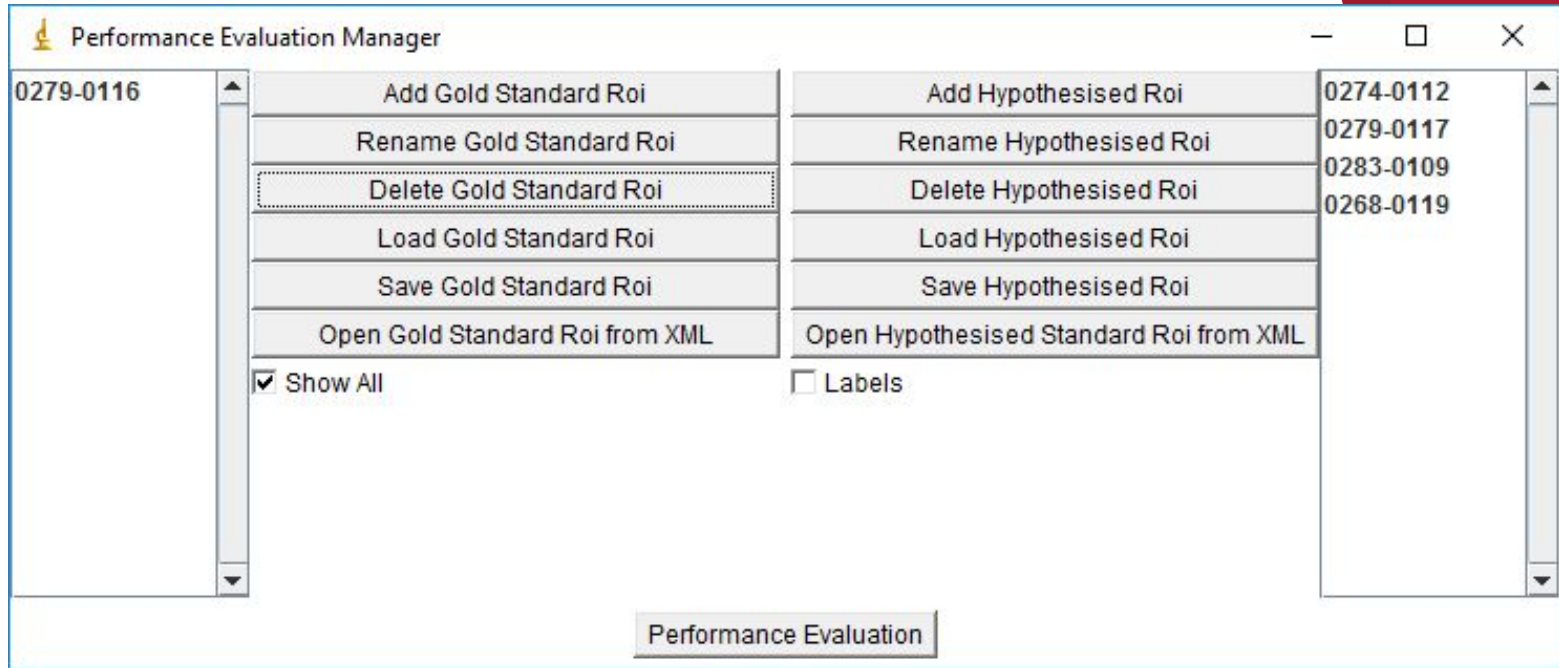 Performance Evaluation Manager
0279-0116
Add Gold Standard Roi
Rename Gold Standard Roi
Delete Gold Standard Roi
Load Gold Standard Roi
Save Gold Standard Roi
Open Gold Standard Roi from XML
Show All
Add Hypothesised Roi
Rename Hypothesised Roi
Delete Hypothesised Roi
Load Hypothesised Roi
Save Hypothesised Roi
Open Hypothesised Standard Roi from XML
Labels
0274-0112
0279-0117
0283-0109
0268-0119
Performance Evaluation